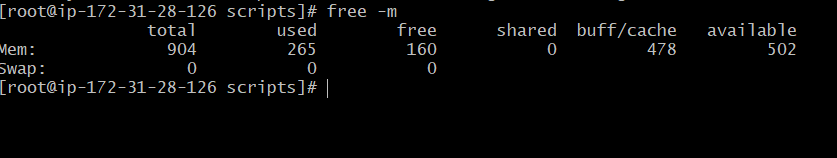 [root@ip-172-31-28-126 scripts]# free -m
total used free shared buff/cache available
Mem: 904 265 160 0 478 502
Swap: 0 0 0
[root@ip-172-31-28-126 scripts]#